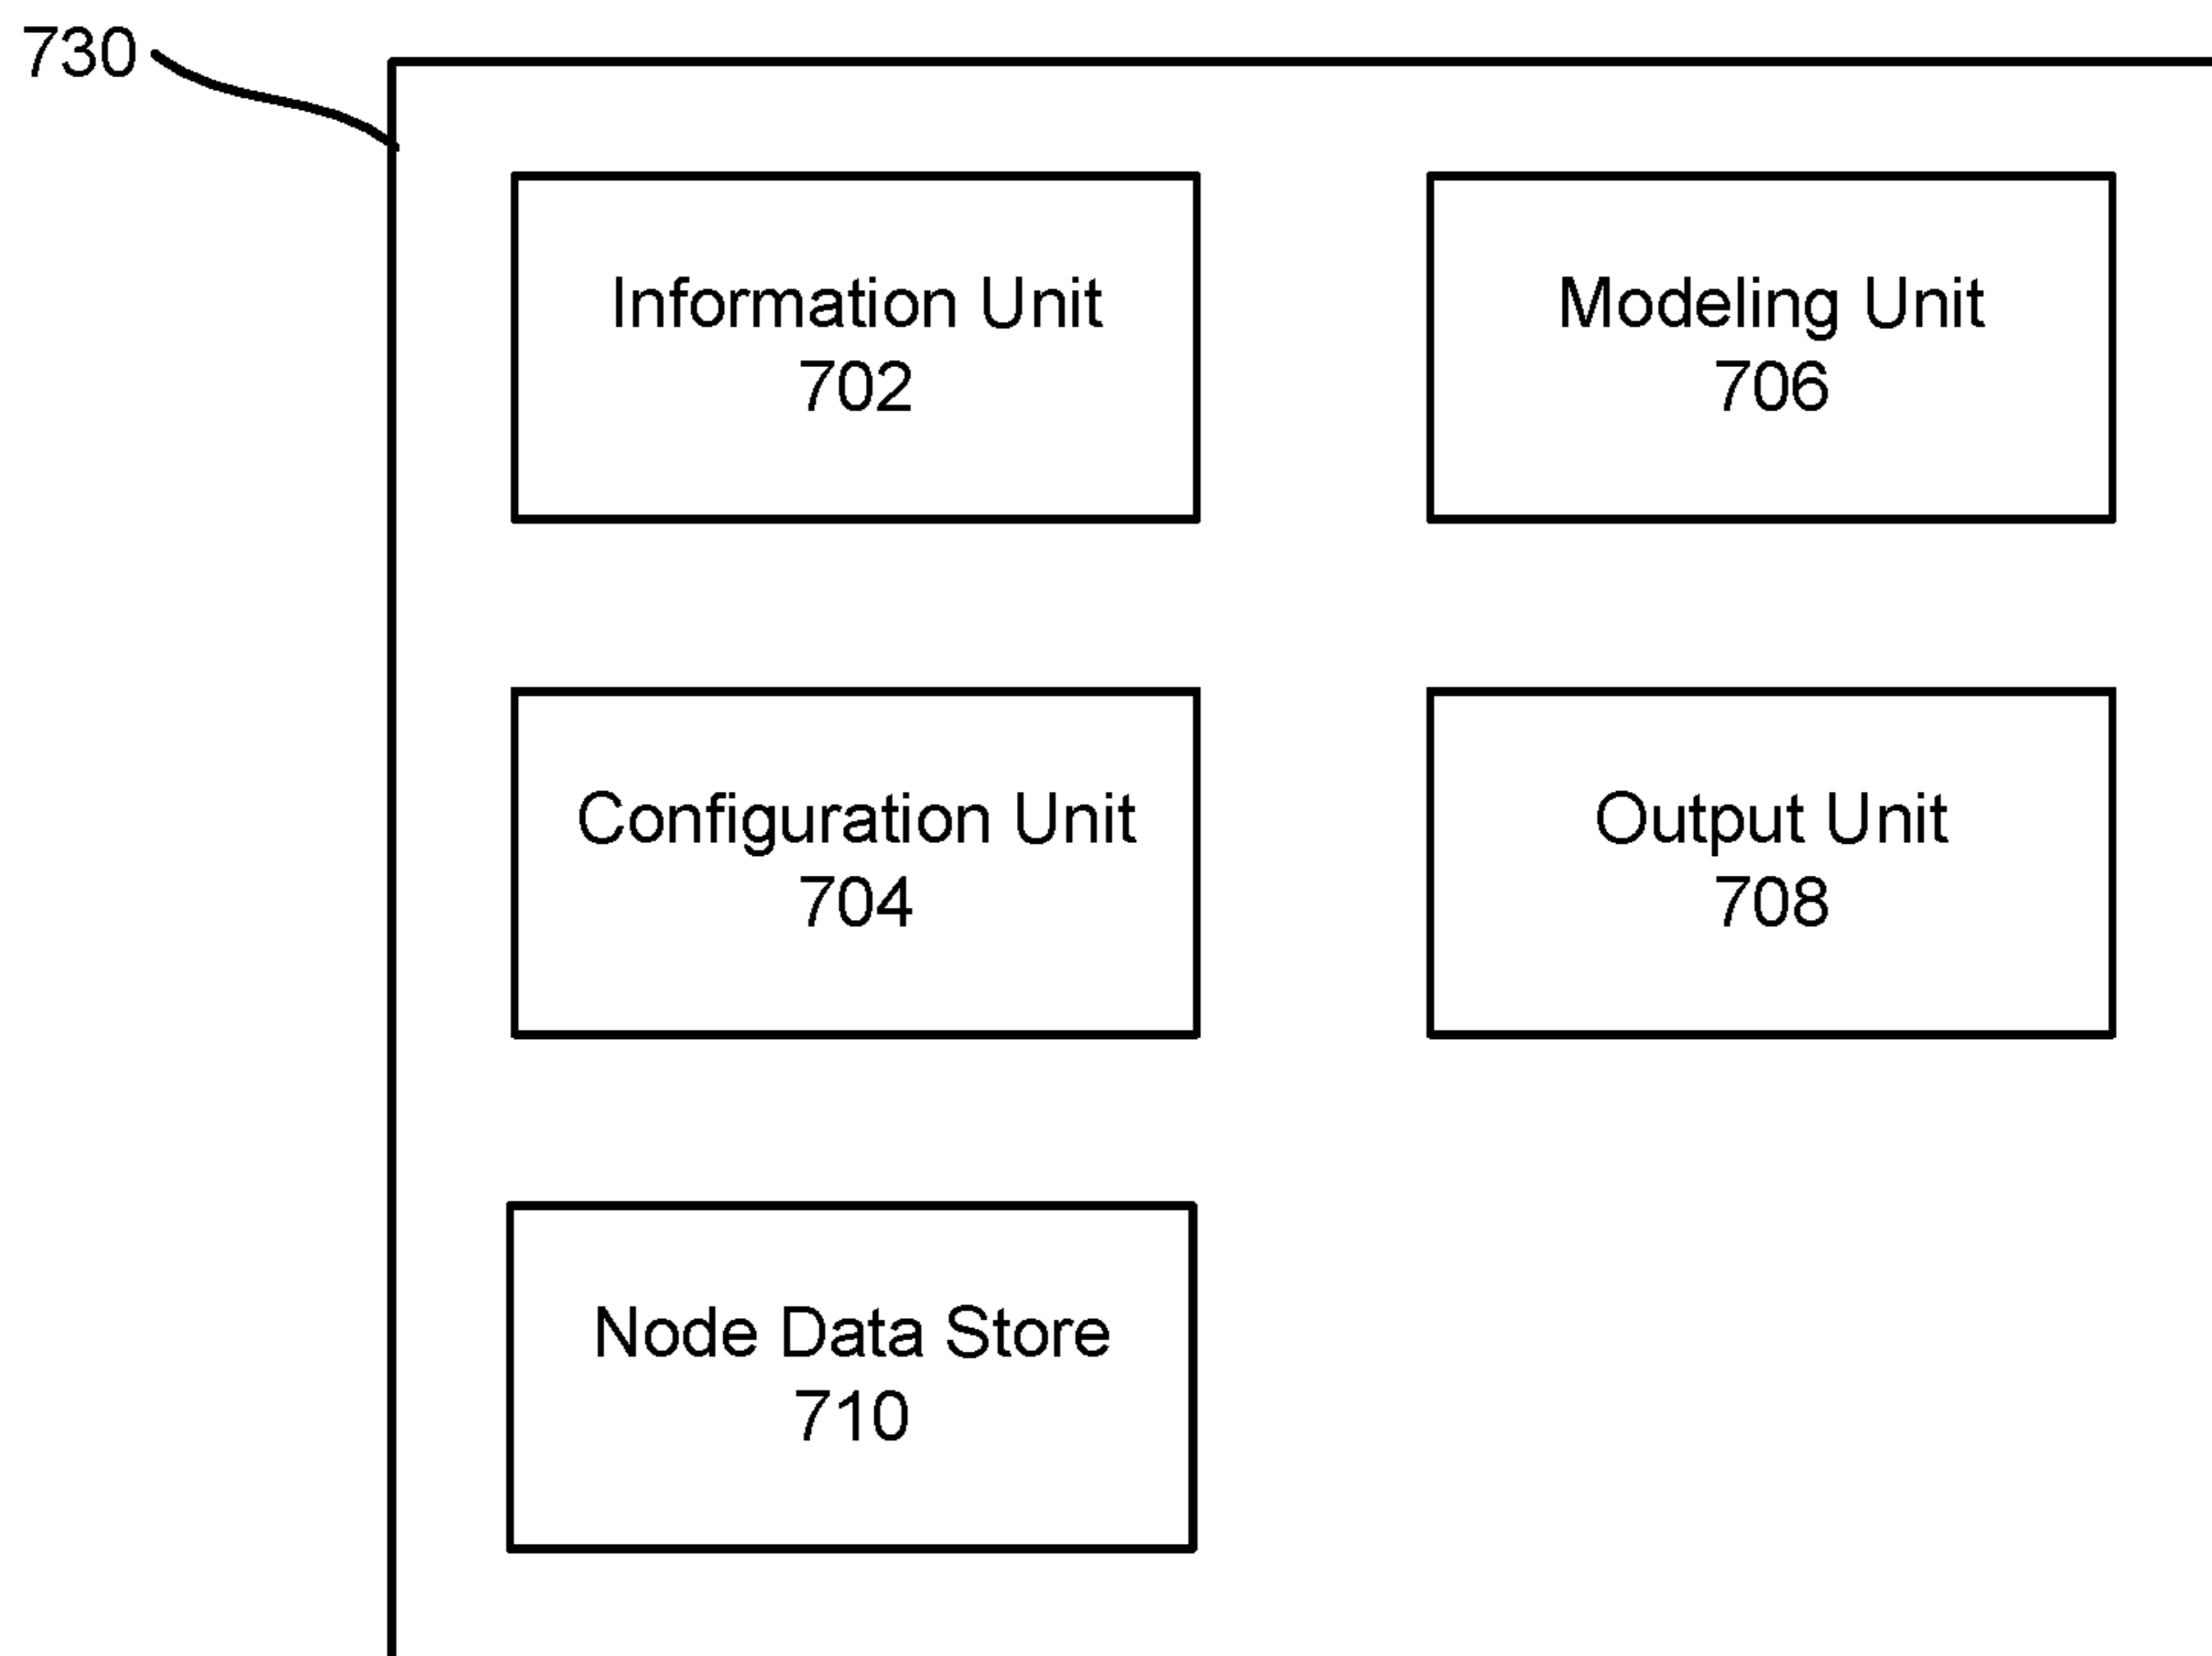 730
Information Unit
702
Modeling Unit
706
Configuration Unit
704
Output Unit
708
Node Data Store
710